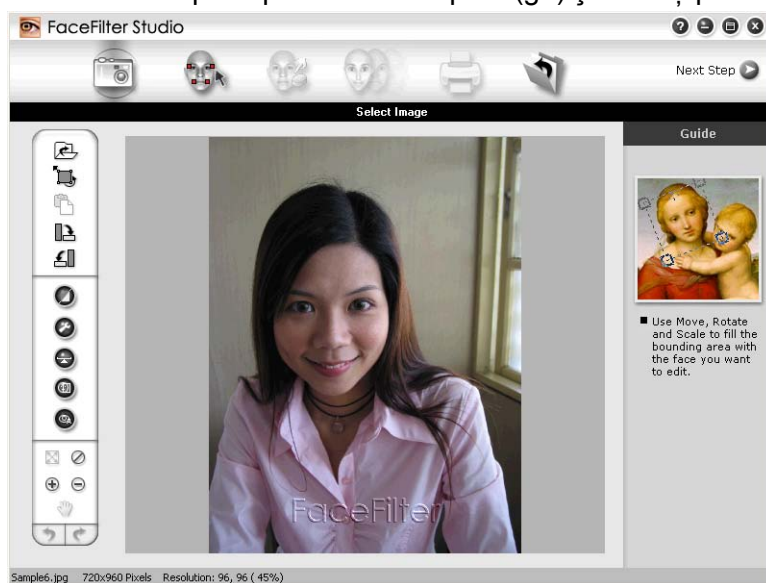 FaceFilter Studio
Next Step
Select Image
Guide
Use Move, Rotate
and Scale to fill the
bounding area with
the face you want
to edit.
FaceFilter
Sample6.jpg 720x960 Pixels Resolution: 96, 96 ( 45%)